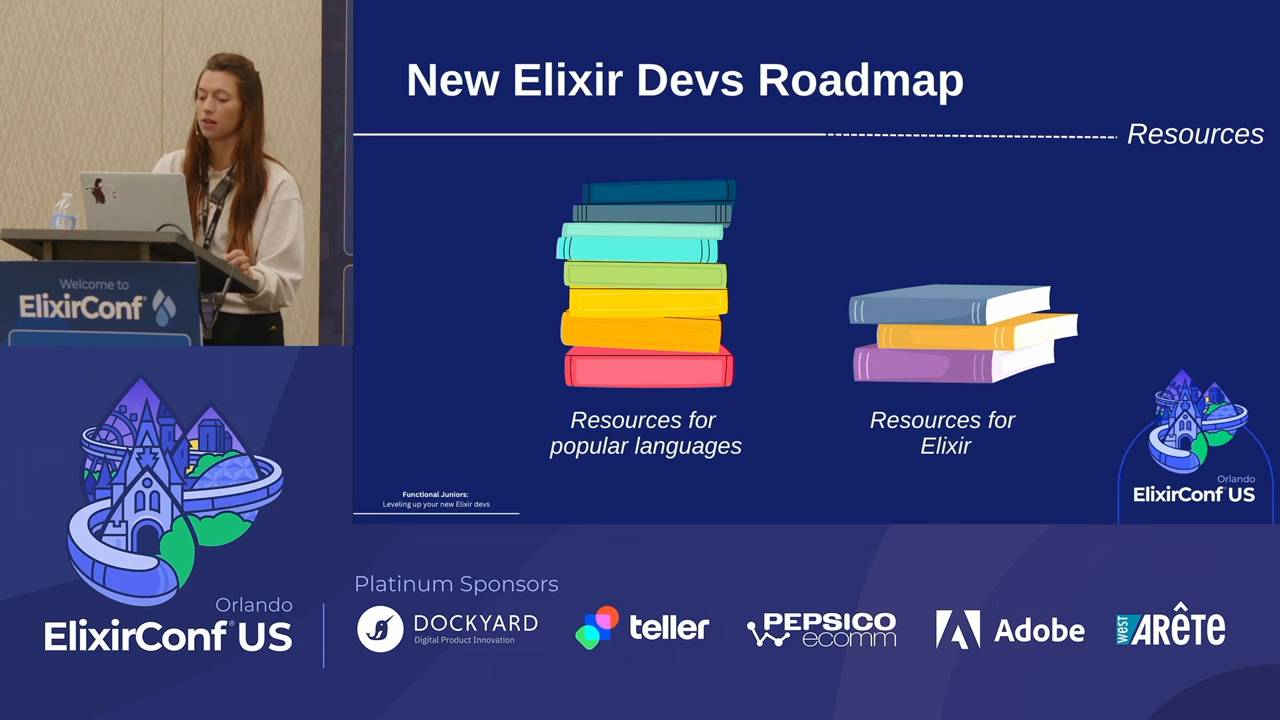 New Elixir Devs Roadmap
Resources
Resources for
popular languages
Resources for
Elixir
Functional Juniors:
Leveling up your new Elixir devs
Orlando
ElixirConf US
Welcome to
ElixirConf®
Orlando
ElixirConf® US
Platinum Sponsors
DOCKYARD
Digital Product Innovation
teller
PEPSICO
ecomm
Adobe
west ARÊTE